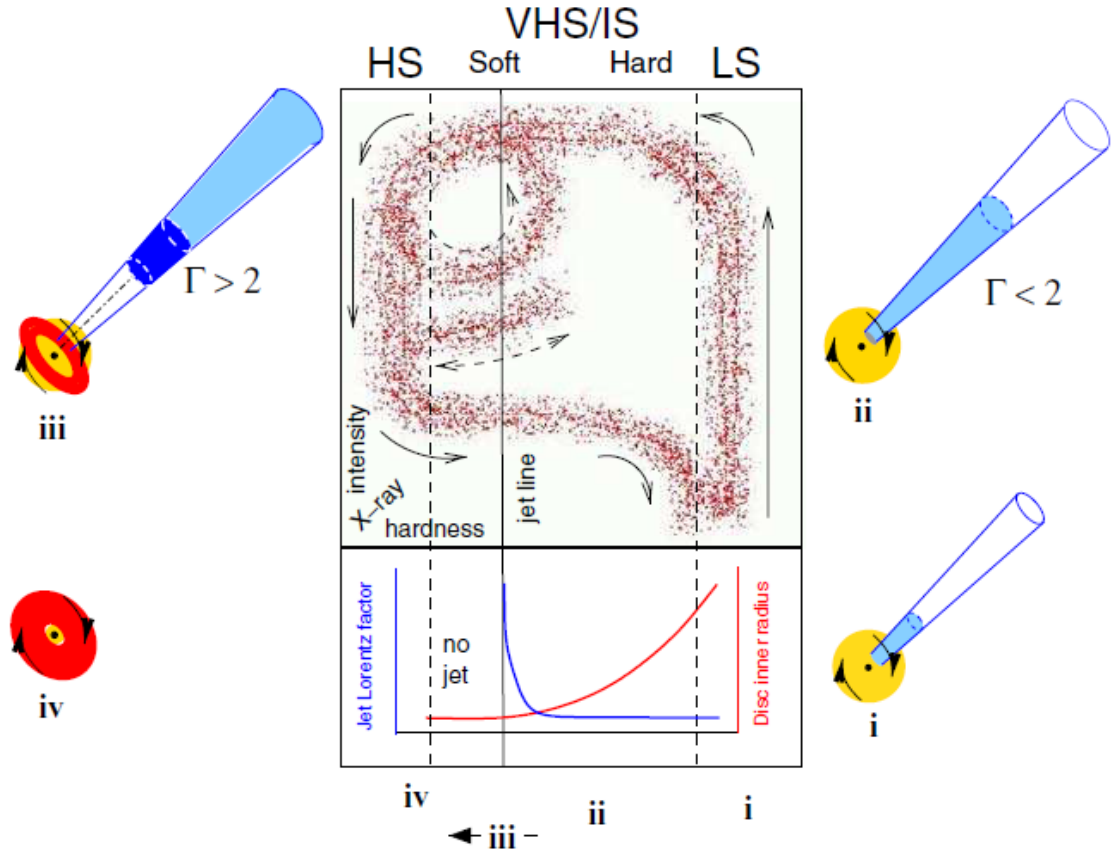 VHS/IS
HS Soft Hard LS
Γ > 2
Γ < 2
iii
ii
intensity
X–ray
hardness
jet line
Jet Lorentz factor
no
jet
Disc inner radius
iv
i
iv
ii
i
iii